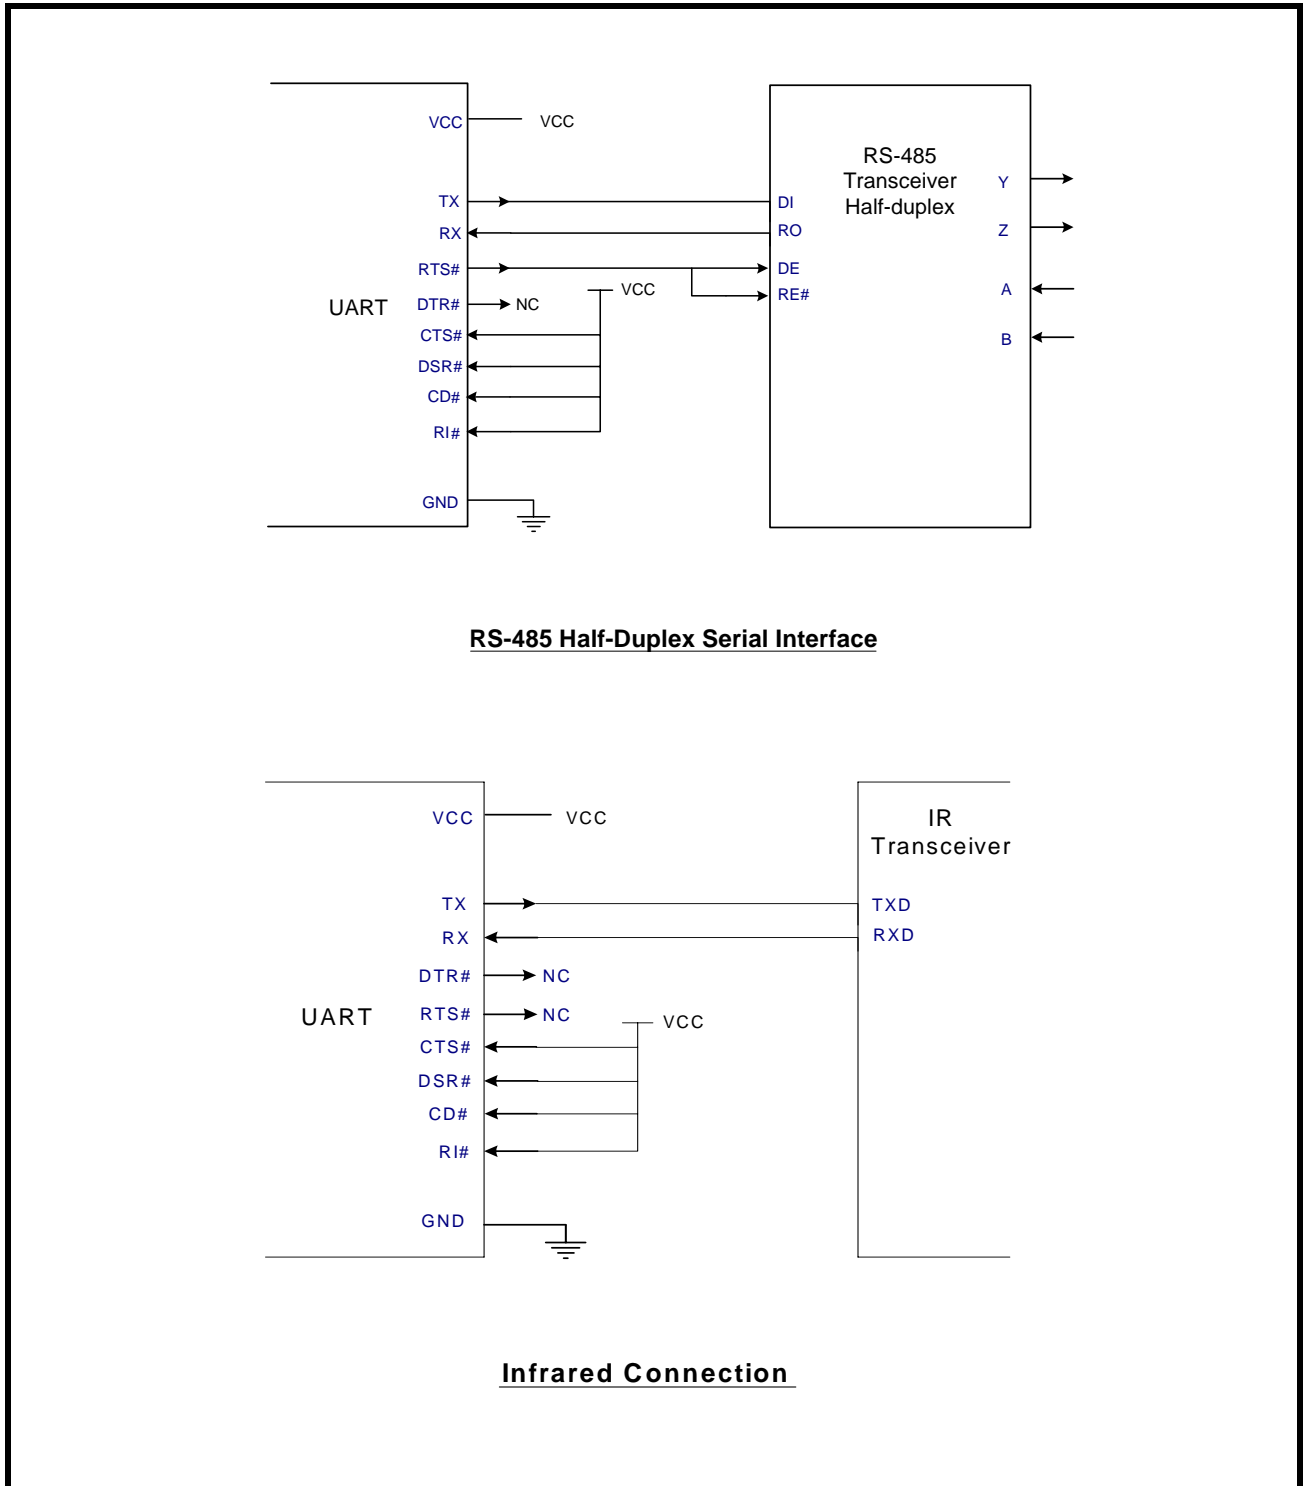 VCC VCC
RS-485
Transceiver
Half-duplex
Y
TX DI
Z
RX RO
RTS# DE
VCC RE# A
UART DTR# NC
CTS# B
DSR#
CD#
RI#
GND
RS-485 Half-Duplex Serial Interface
VCC VCC IR
Transceiver
TX TXD
RX RXD
DTR# NC
UART RTS# NC VCC
CTS#
DSR#
CD#
RI#
GND
Infrared Connection